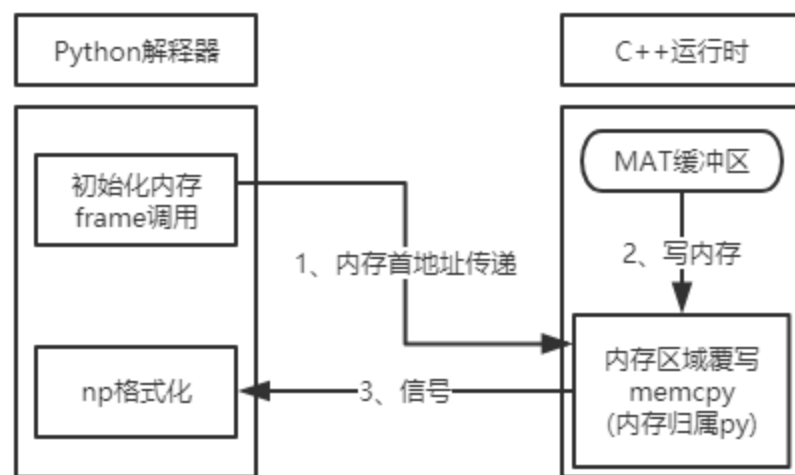 Python解释器
C++运行时
初始化内存
frame调用
MAT缓冲区
1、内存首地址传递
2、写内存
np格式化
3、信号
内存区域覆写
memcpy
(内存归属py)